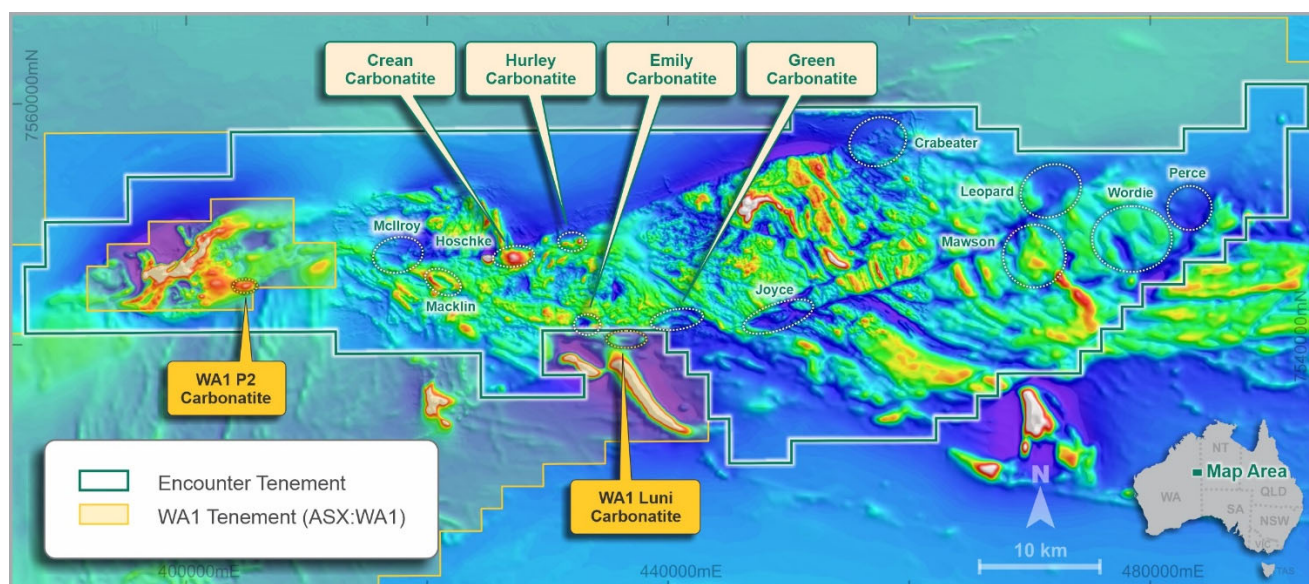 Crean
Carbonatite
Hurley
Carbonatite
Emily
Carbonatite
Green
Carbonatite
7560000mN
Crabeater
Leopard
Wordie
Perce
McIlroy
Hoschke
Mawson
Macklin
Joyce
WA1 P2
Carbonatite
7540000mN
WA1 Luni
Carbonatite
Encounter Tenement
WA1 Tenement (ASX:WA1)
N
10 km
400000mE
440000mE
480000mE
Map Area
NT
WA
QLD
SA
NSW
VIC
TAS